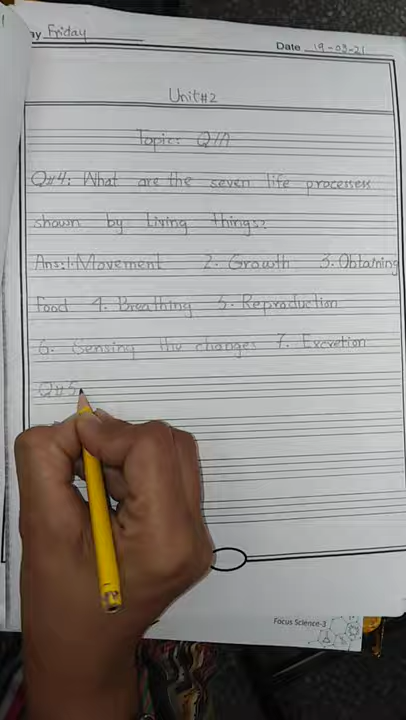 ay Friday
Date 19-03-21
Unit#2
Topic: Q/A
Q#4: What are the seven life processes
shown by living things?
Ans:1.Movement 2. Growth 3. Obtaining
Food 4. Breathing 5. Reproduction
6. Sensing the changes 7. Excretion
Q#5
Focus Science-3